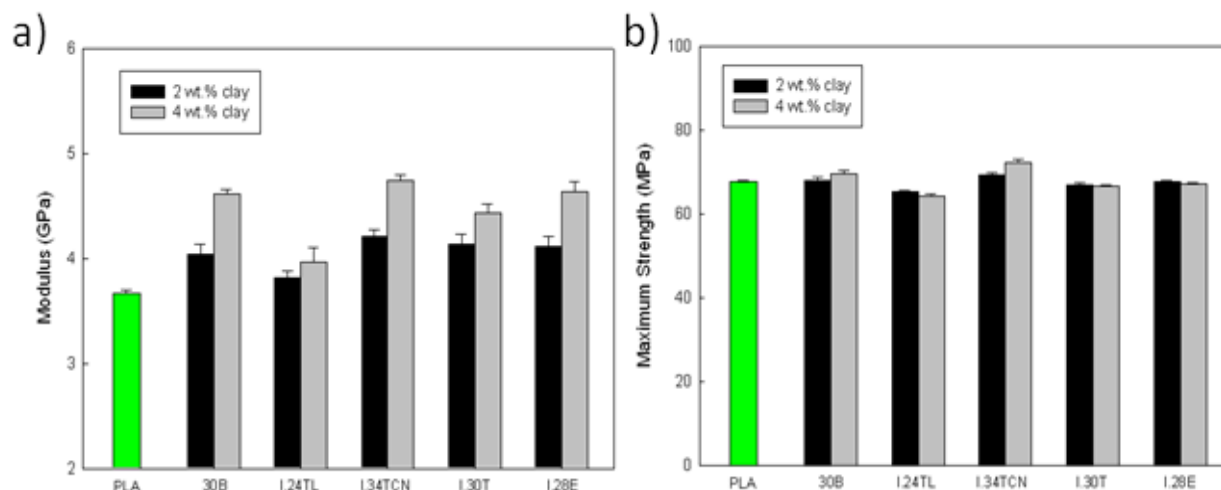 a)
6
5
4
3
2
Modulus (GPa)
2 wt.% clay
4 wt.% clay
PLA 30B I.24TL I.34TCN I.30T I.28E
b)
100
80
60
40
20
0
Maximum Strength (MPa)
2 wt.% clay
4 wt.% clay
PLA 30B I.24TL I.34TCN I.30T I.28E